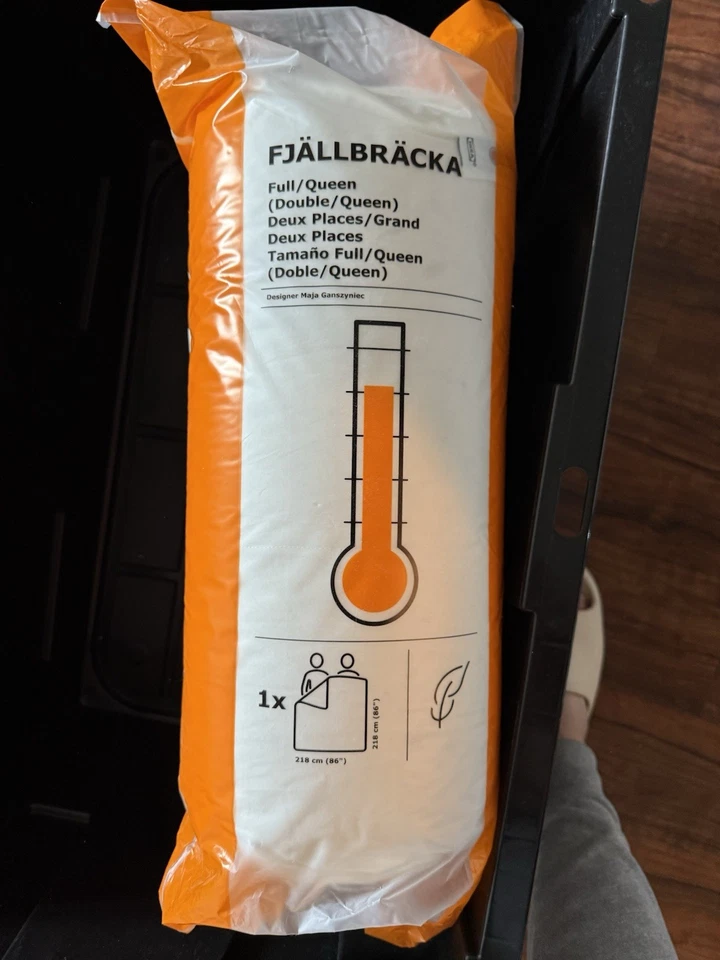 FJÄLLBRÄCKA
Full/Queen
(Double/Queen)
Deux Places/Grand
Deux Places
Tamaño Full/Queen
(Doble/Queen)
Designer Maja Ganszyniec
1x
218 cm (86")
218 cm (86")